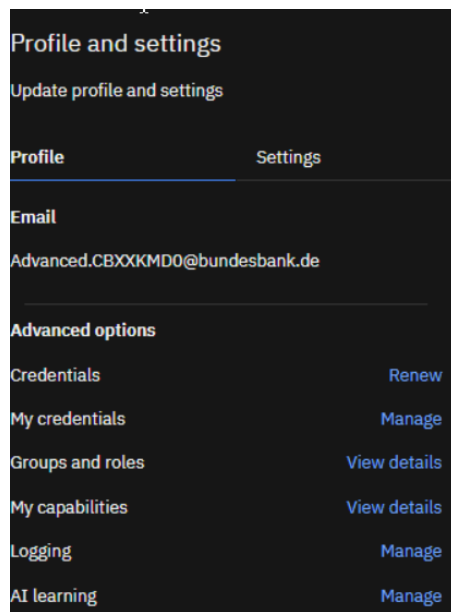 Profile and settings
Update profile and settings
Profile Settings
Email
Advanced.CBXXKMD0@bundesbank.de
Advanced options
Credentials Renew
My credentials Manage
Groups and roles View details
My capabilities View details
Logging Manage
AI learning Manage